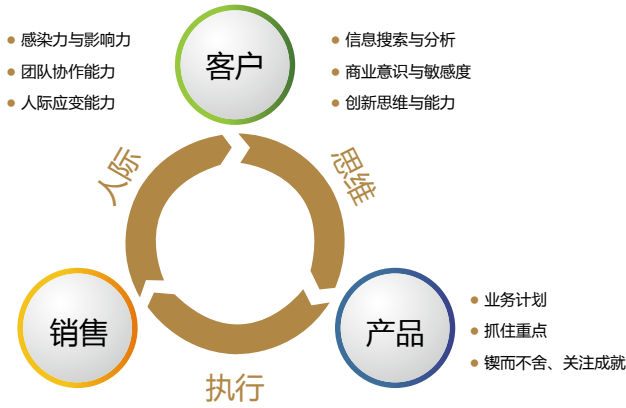 客户
感染力与影响力
团队协作能力
人际应变能力
信息搜索与分析
商业意识与敏感度
创新思维与能力
人际
思维
销售
产品
业务计划
抓住重点
锲而不舍、关注成就
执行